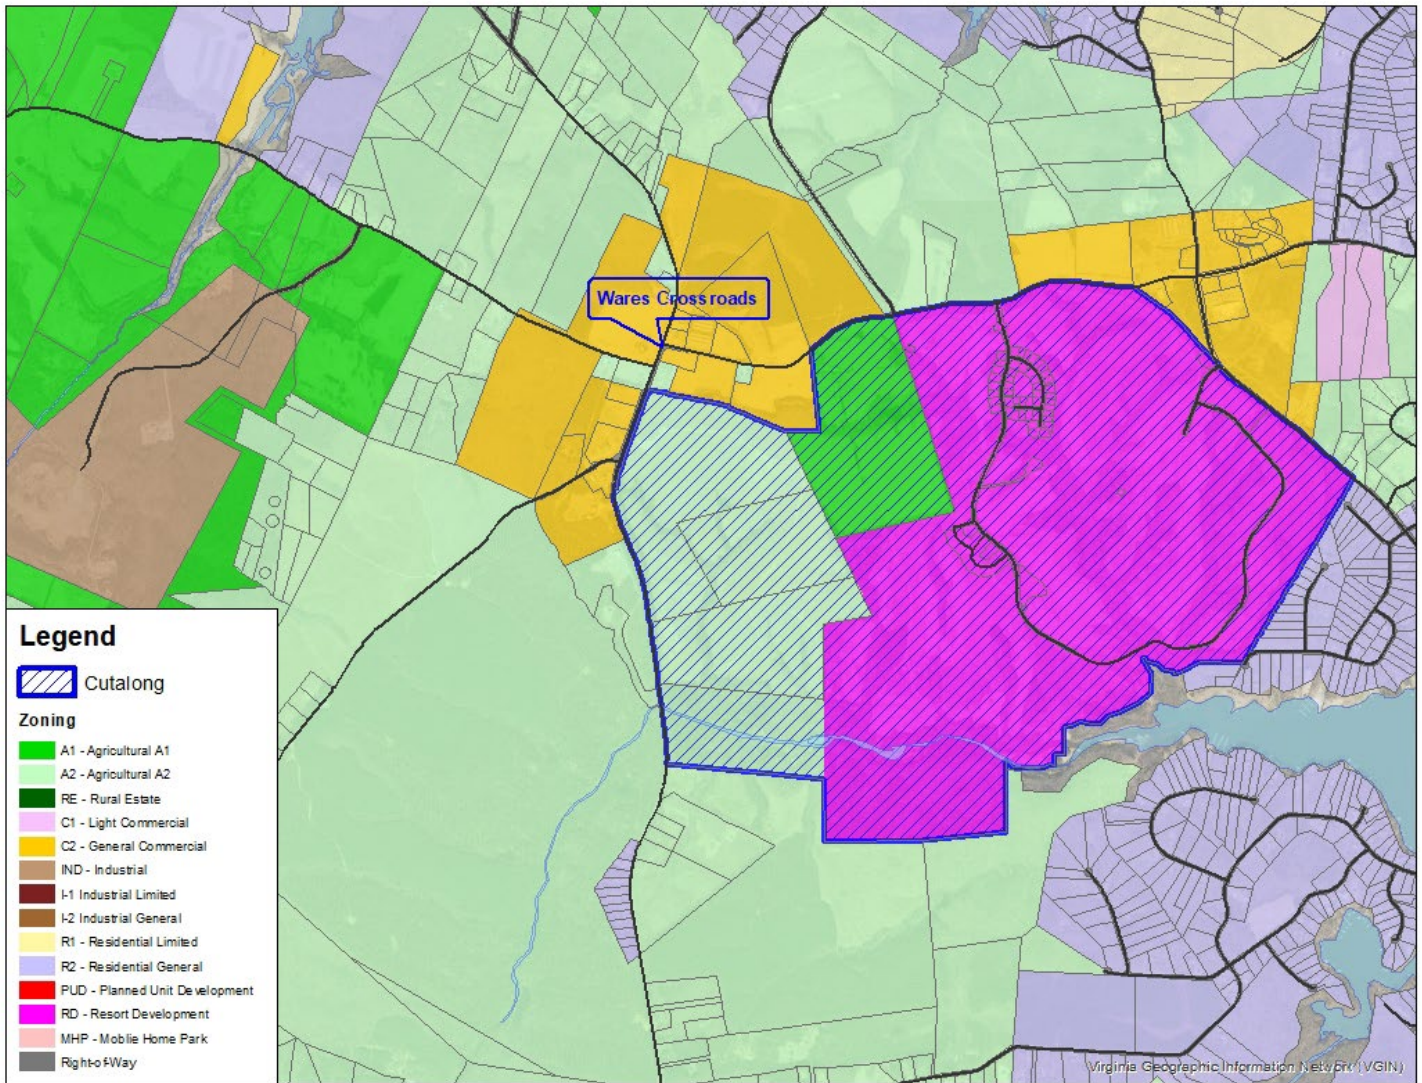 Wares Crossroads
Legend
Cutalong
Zoning
A1 - Agricultural A1
A2 - Agricultural A2
RE - Rural Estate
C1 - Light Commercial
C2 - General Commercial
IND - Industrial
I-1 Industrial Limited
I-2 Industrial General
R1 - Residential Limited
R2 - Residential General
PUD - Planned Unit Development
RD - Resort Development
MHP - Moblie Home Park
Right-of-Way
Virginia Geographic Information Network (VGIN)